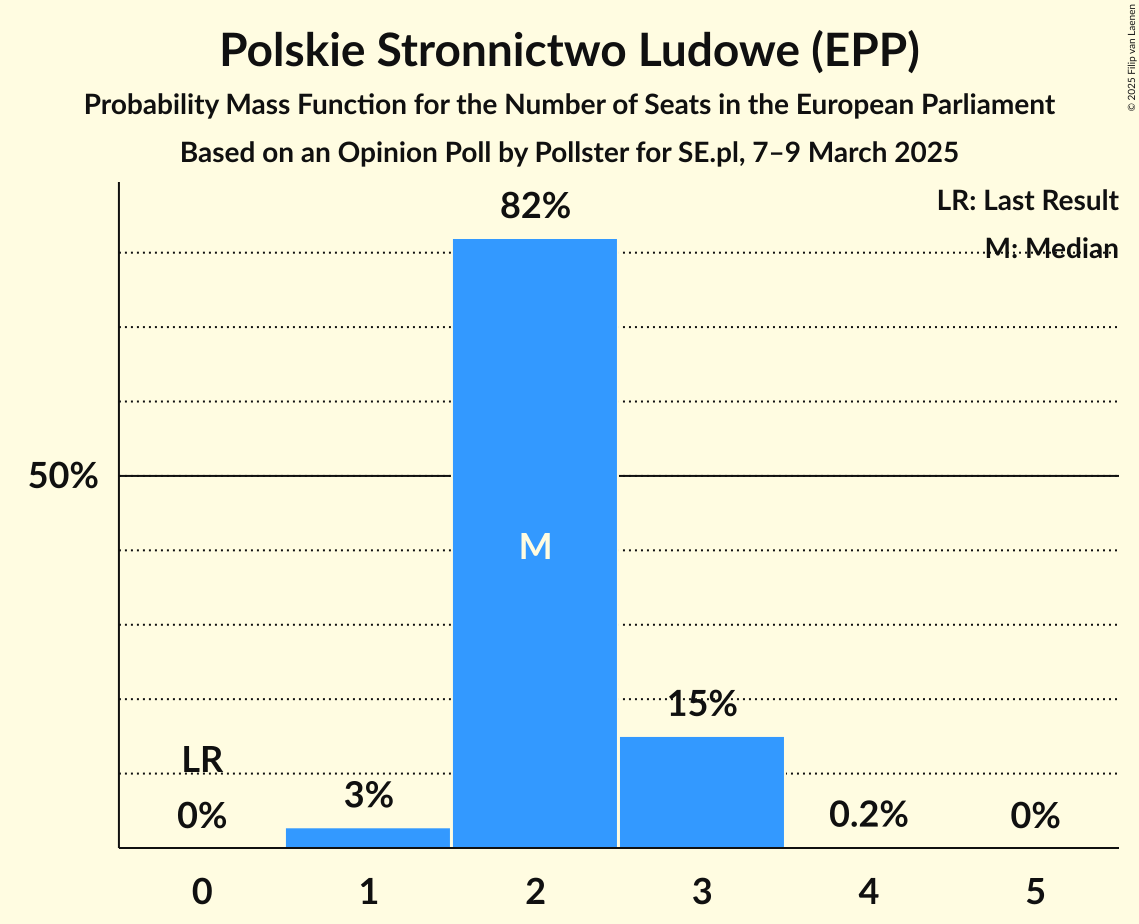 © 2025 Filip van Laenen
Polskie Stronnictwo Ludowe (EPP)
Probability Mass Function for the Number of Seats in the European Parliament
Based on an Opinion Poll by Pollster for SE.pl, 7–9 March 2025
LR: Last Result
M: Median
82%
50%
M
15%
LR
3%
0%
0.2%
0%
0 1 2 3 4 5